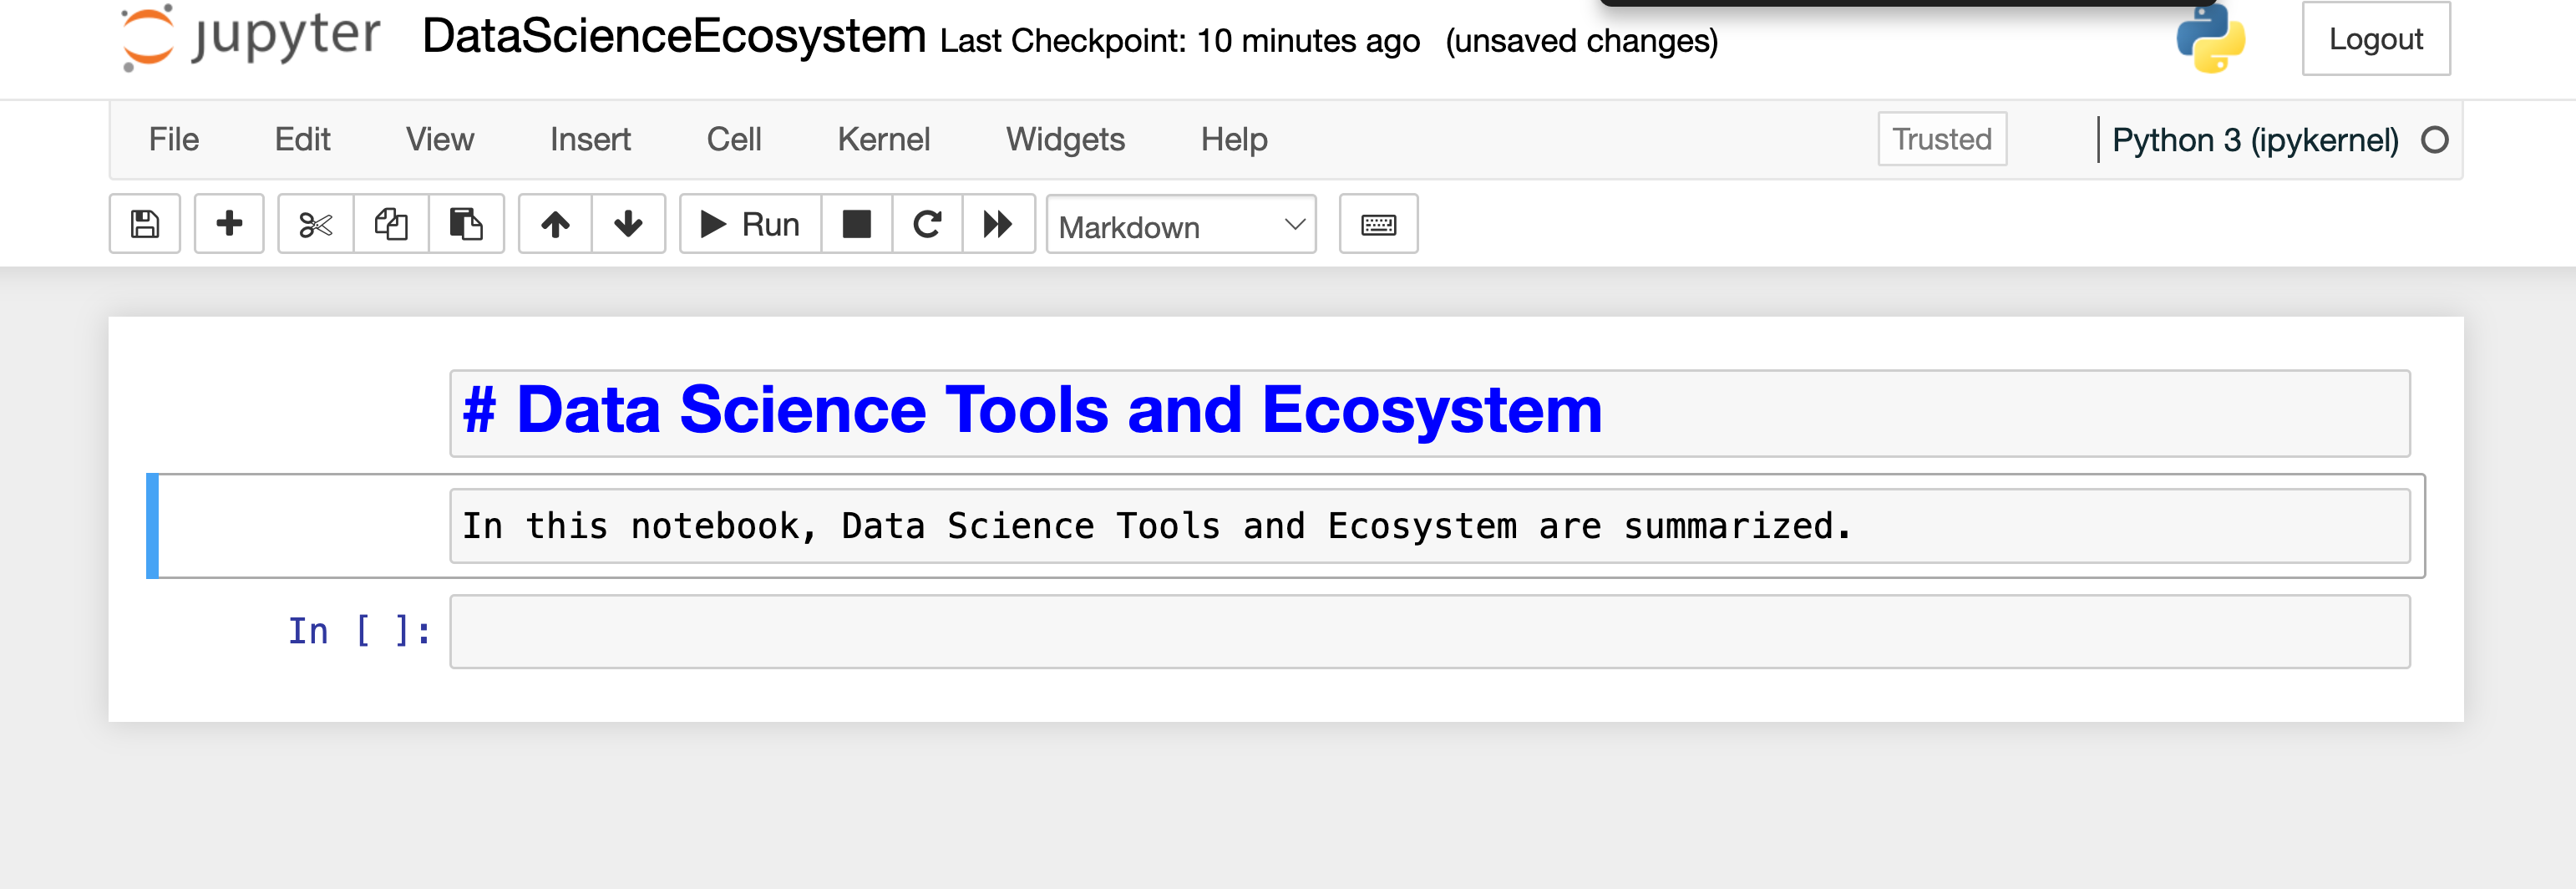 jupyter DataScienceEcosystem Last Checkpoint: 10 minutes ago (unsaved changes) Logout
File Edit View Insert Cell Kernel Widgets Help Trusted Python 3 (ipykernel)
Run Markdown
# Data Science Tools and Ecosystem
In this notebook, Data Science Tools and Ecosystem are summarized.
In [ ]: